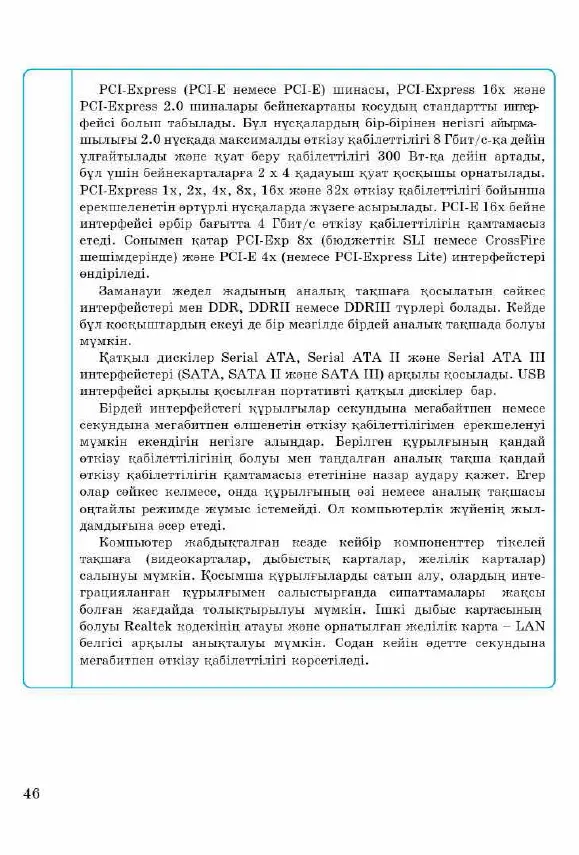 PCI-Express (PCI-E немесе PCI-E) шинасы, PCI-Express 16x және
PCI-Express 2.0 шиналары бейнекартаны қосудың стандартты интер-
фейсі болып табылады. Бұл нұсқалардың бір-бірінен негізгі айырма-
шылығы 2.0 нұсқада максималды өткізу қабілеттілігі 8 Гбит/с-қа дейін
ұлғайтылады және қуат беру қабілеттілігі 300 Вт-қа дейін артады,
бұл үшін бейнекарталарға 2 x 4 қадауыш қуат қосқышы орнатылады.
PCI-Express 1x, 2x, 4x, 8x, 16x және 32x өткізу қабілеттілігі бойынша
ерекшеленетін әртүрлі нұсқаларда жүзеге асырылады. PCI-E 16x бейне
интерфейсі әрбір бағытта 4 Гбит/с өткізу қабілеттілігін қамтамасыз
етеді. Сонымен қатар PCI-Exp 8x (бюджеттік SLI немесе CrossFire
шешімдерінде) және PCI-E 4x (немесе PCI-Express Lite) интерфейстері
өндіріледі.
Заманауи жедел жадының аналық тақшаға қосылатын сәйкес
интерфейстері мен DDR, DDRII немесе DDRIII түрлері болады. Кейде
бұл қосқыштардың екеуі де бір мезгілде бірдей аналық тақшада болуы
мүмкін.
Қатқыл дискілер Serial ATA, Serial ATA II және Serial ATA III
интерфейстері (SATA, SATA II және SATA III) арқылы қосылады. USB
интерфейсі арқылы қосылған портативті қатқыл дискілер бар.
Бірдей интерфейстегі құрылғылар секундына мегабайтпен немесе
секундына мегабитпен өлшенетін өткізу қабілеттілігімен ерекшеленуі
мүмкін екендігін негізге алыңдар. Берілген құрылғының қандай
өткізу қабілеттілігінің болуы мен таңдалған аналық тақша қандай
өткізу қабілеттілігін қамтамасыз ететініне назар аудару қажет. Егер
олар сәйкес келмесе, онда құрылғының өзі немесе аналық тақшасы
оңтайлы режимде жұмыс істемейді. Ол компьютерлік жүйенің жыл-
дамдығына әсер етеді.
Компьютер жабдықталған кезде кейбір компоненттер тікелей
тақшаға (видеокарталар, дыбыстық карталар, желілік карталар)
салынуы мүмкін. Қосымша құрылғыларды сатып алу, олардың инте-
грацияланған құрылғымен салыстырғанда сипаттамалары жақсы
болған жағдайда толықтырылуы мүмкін. Ішкі дыбыс картасының
болуы Realtek кодекінің атауы және орнатылған желілік карта – LAN
белгісі арқылы анықталуы мүмкін. Содан кейін әдетте секундына
мегабитпен өткізу қабілеттілігі көрсетіледі.
46